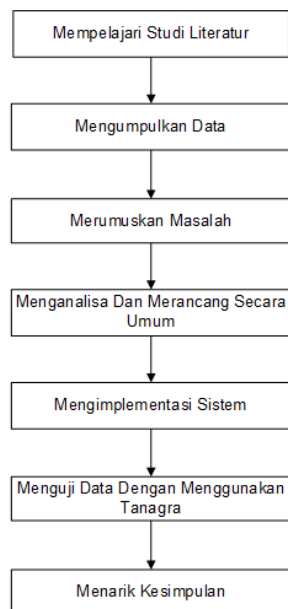 Mempelajari Studi Literatur
Mengumpulkan Data
Merumuskan Masalah
Menganalisa Dan Merancang Secara
Umum
Mengimplementasi Sistem
Menguji Data Dengan Menggunakan
Tanagra
Menarik Kesimpulan